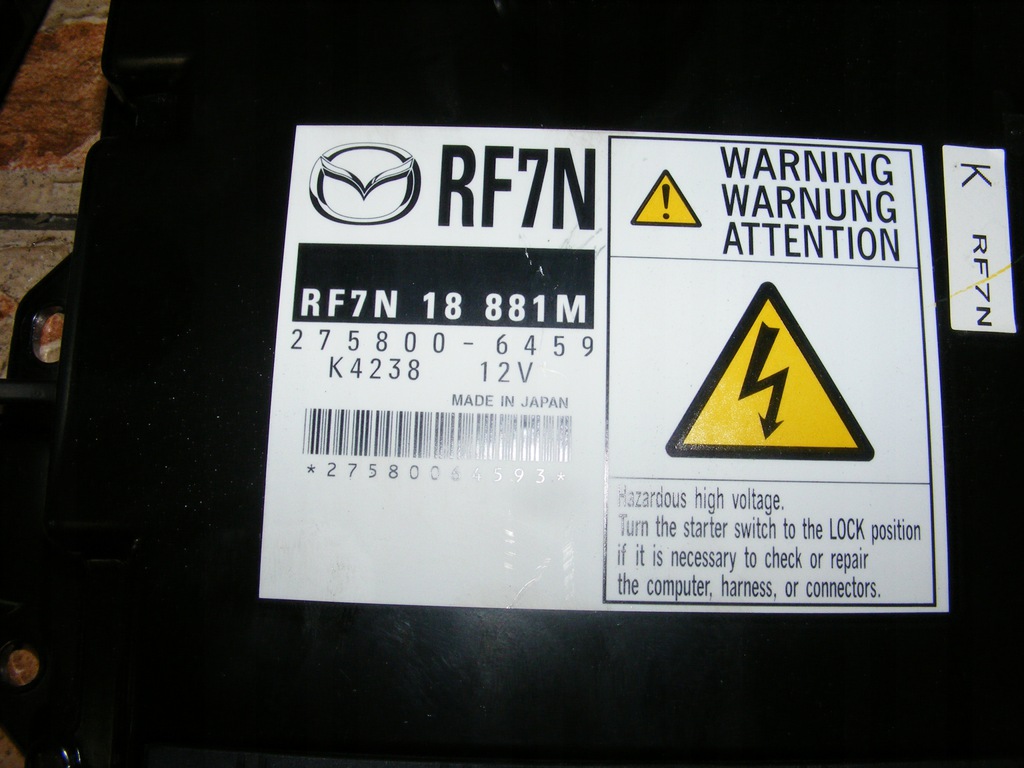 RF7N
RF7N 18 881M
275800-6459
K4238 12V
MADE IN JAPAN
*27580064593*
WARNING
WARNUNG
ATTENTION
Hazardous high voltage.
Turn the starter switch to the LOCK position
if it is necessary to check or repair
the computer, harness, or connectors.
K RF7N